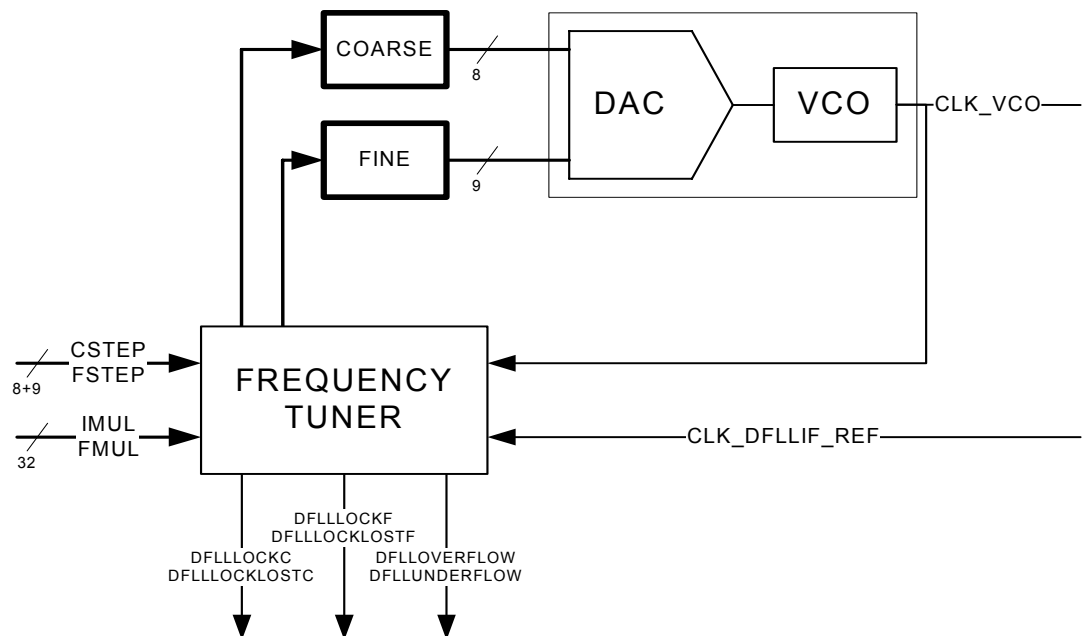 COARSE
8
DAC
VCO
CLK_VCO
FINE
9
CSTEP
FSTEP
8+9
FREQUENCY
TUNER
IMUL
FMUL
32
CLK_DFLLIF_REF
DFLLLOCKF
DFLLLOCKLOSTF
DFLLLOCKC
DFLLLOCKLOSTC
DFLLOVERFLOW
DFLLUNDERFLOW